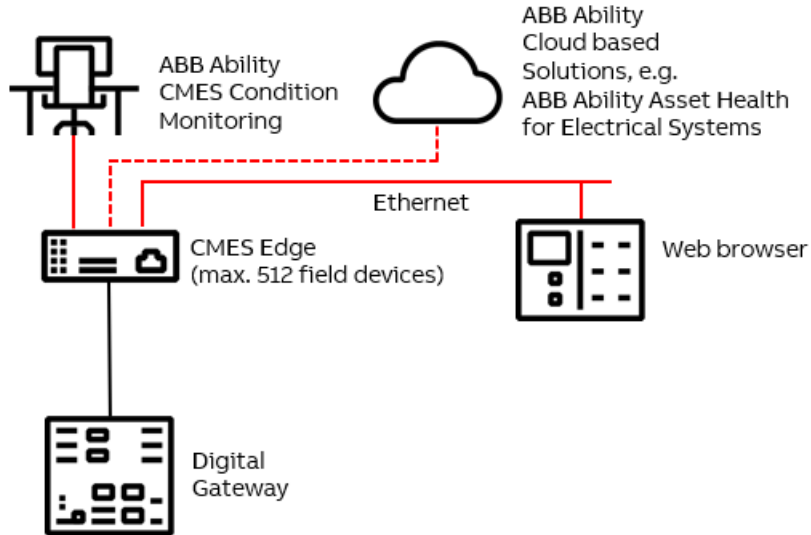 ABB Ability
CMES Condition
Monitoring
ABB Ability
Cloud based
Solutions, e.g.
ABB Ability Asset Health
for Electrical Systems
Ethernet
CMES Edge
(max. 512 field devices)
Web browser
Digital
Gateway